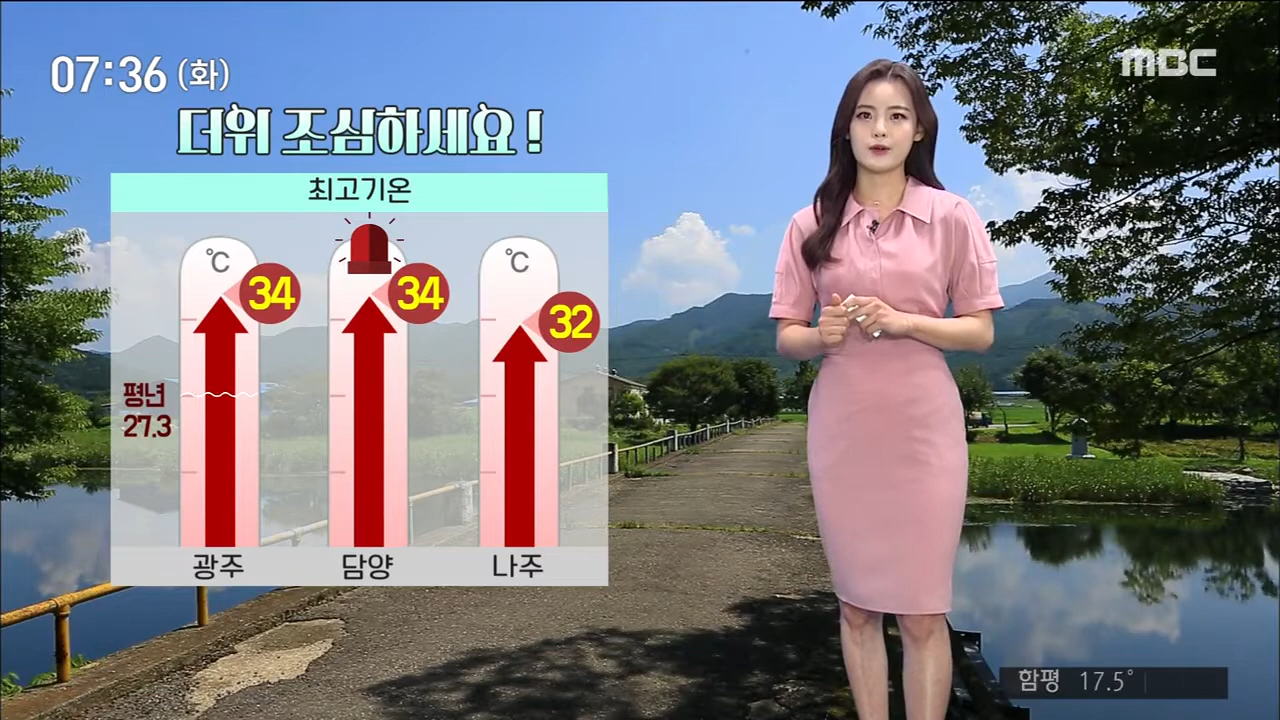 07:36 (화)
MBC
더위 조심하세요!
최고기온
℃ ℃
34 34 32
평년
27.3
광주 담양 나주
함평 17.5°